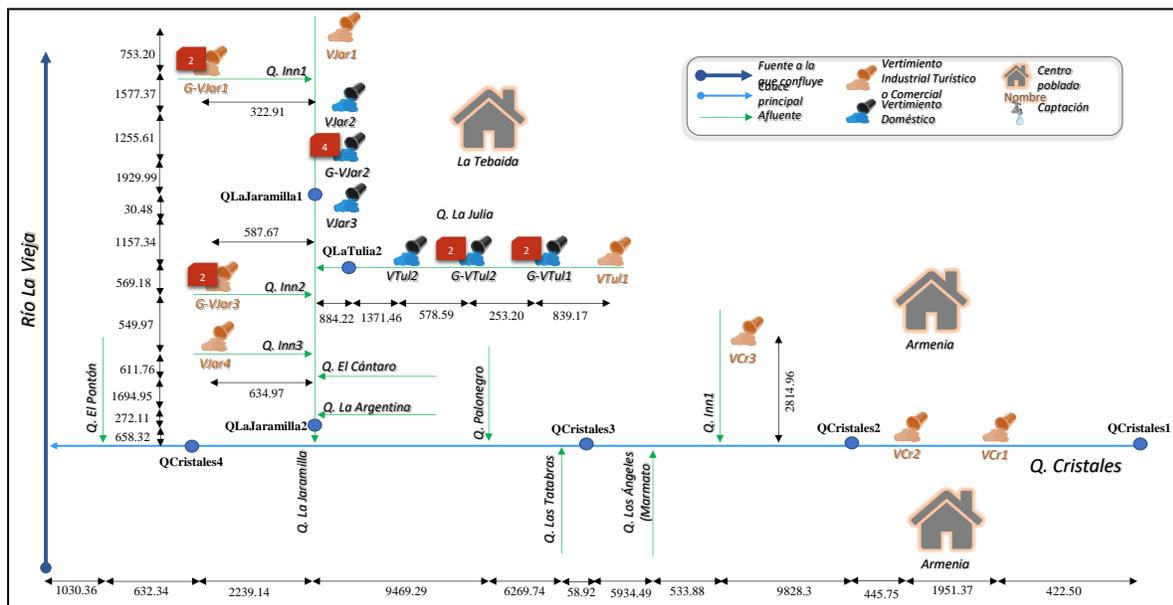 753.20
2
Q. Inn1
VJar1
G-VJar1
1577.37
322.91
VJar2
1255.61
4
G-VJar2
La Tebaida
1929.99
QLaJaramilla1
30.48
VJar3
Q. La Julia
1157.34
587.67
QLaTulia2
2
2
VTul2
G-VTul2
G-VTul1
VTul1
569.18
2
Q. Inn2
G-VJar3
884.22
1371.46
578.59
253.20
839.17
549.97
Q. Inn3
VJar4
VCr3
Armenia
611.76
634.97
Q. El Cántaro
2814.96
1694.95
Q. La Argentina
272.11
QLaJaramilla2
658.32
Q. El Pontón
Q. Palonegro
Q. Inn1
QCristales3
QCristales2
QCristales1
QCristales4
VCr2
VCr1
Q. Cristales
Q. La Jaramilla
Q. Las Tatabras
Q. Los Ángeles
(Marmato)
Armenia
Río La Vieja
1030.36
632.34
2239.14
9469.29
6269.74
58.92
5934.49
533.88
9828.3
445.75
1951.37
422.50
Fuente a la
que confluye
Cauce
principal
Afluente
Vertimiento
Industrial Turístico
o Comercial
Vertimiento
Doméstico
Centro
poblado
Nombre
Captación